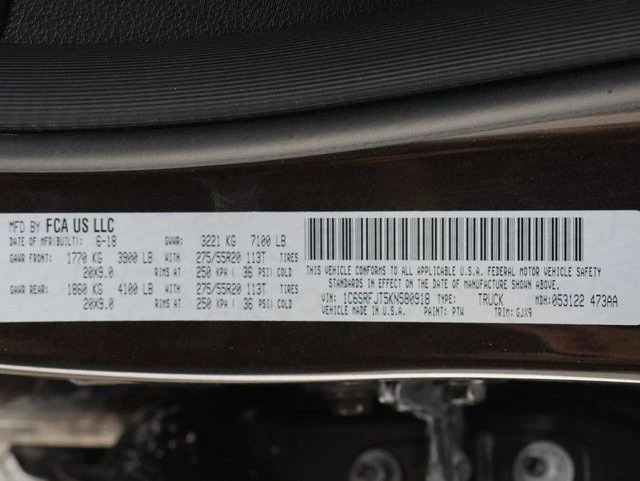 MFD BY FCA US LLC
DATE OF MFR(BUILT): 6-18 GVWR: 3221 KG 7100 LB
GAWR FRONT: 1770 KG 3900 LB WITH 275/55R20 113T TIRES
20X9.0 RIMS AT 250 KPA ( 36 PSI) COLD
GAWR REAR: 1860 KG 4100 LB WITH 275/55R20 113T TIRES
20X9.0 RIMS AT 250 KPA ( 36 PSI) COLD
THIS VEHICLE CONFORMS TO ALL APPLICABLE U.S.A. FEDERAL MOTOR VEHICLE SAFETY
STANDARDS IN EFFECT ON THE DATE OF MANUFACTURE SHOWN ABOVE
VIN: 1C6SRFJT5KN580918 TYPE: TRUCK MDH: 053122 473AA
VEHICLE MADE IN U.S.A. PAINT: PTW TRIM: GJX9